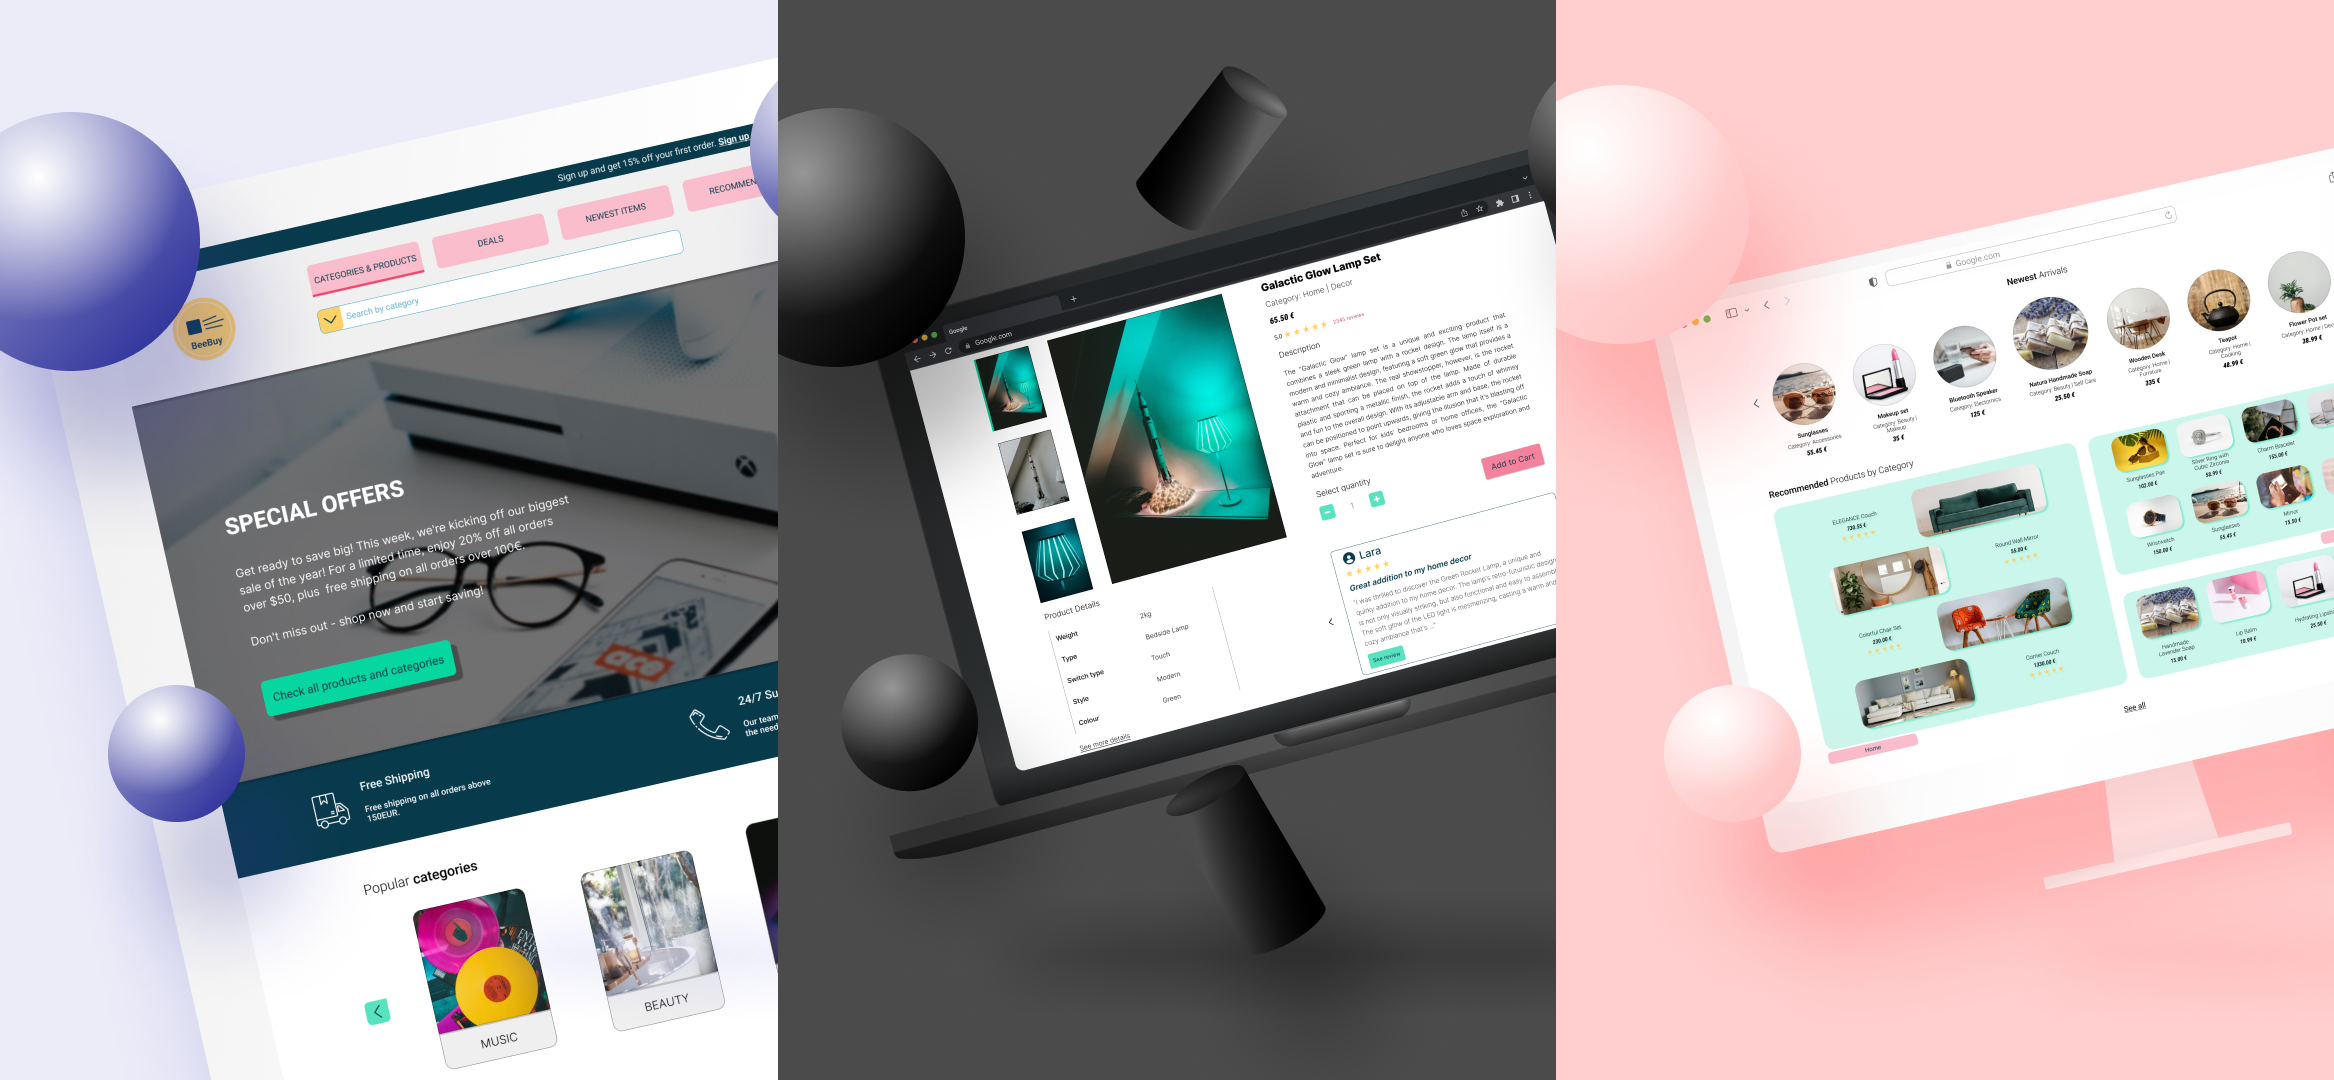 Sign up and get 15% off your first order. Sign up
CATEGORIES & PRODUCTS
DEALS
NEWEST ITEMS
RECOMMEN
Search by category
BeeBuy
SPECIAL OFFERS
Get ready to save big! This week, we're kicking off our biggest
sale of the year! For a limited time, enjoy 20% off all orders
over $50, plus free shipping on all orders over 100€.
Don't miss out - shop now and start saving!
Check all products and categories
ace
Free Shipping
Free shipping on all orders above
150EUR.
24/7 Su
Our team
the need
Popular categories
MUSIC
BEAUTY
Google
Google.com
Galactic Glow Lamp Set
Category: Home | Decor
65.50 €
5.0
2345 reviews
Description
The "Galactic Glow" lamp set is a unique and exciting product that
combines a sleek green lamp with a rocket design. The lamp itself is a
modern and minimalist design, featuring a soft green glow that provides a
warm and cozy ambiance. The real showstopper, however, is the rocket
attachment that can be placed on top of the lamp. Made of durable
plastic and sporting a metallic finish, the rocket adds a touch of whimsy
and fun to the overall design. With its adjustable arm and base, the rocket
can be positioned to point upwards, giving the illusion that it's blasting off
into space. Perfect for kids' bedrooms or home offices, the "Galactic
Glow" lamp set is sure to delight anyone who loves space exploration and
adventure.
Select quantity
1
Add to Cart
Product Details
Weight 2kg
Type Bedside Lamp
Switch type Touch
Style Modern
Colour Green
See more details
Lara
Great addition to my home decor
"I was thrilled to discover the Green Rocket Lamp, a unique and
quirky addition to my home decor. The lamp's retro-futuristic design
is not only visually striking, but also functional and easy to assemb
The soft glow of the LED light is mesmerizing, casting a warm and
cozy ambiance that's ..."
See review
Google.com
Newest Arrivals
Sunglasses
Category: Accessories
55.45 €
Makeup set
Category: Beauty |
Makeup
35 €
Bluetooth Speaker
Category: Electornics
125 €
Natura Handmade Soap
Category: Beauty | Self Care
25.50 €
Wooden Desk
Category: Home |
Furniture
335 €
Teapot
Category: Home |
Cooking
48.99 €
Flower Pot set
Category: Home | Dec
38.99 €
Recommended Products by Category
ELEGANCE Couch
730.55 €
Round Wall Mirror
55.00 €
Colorful Chair Set
230.00 €
Corner Couch
1330.00 €
Home
Sunglasses Pair
102.00 €
Silver Ring with
Cubic Zirconia
50.99 €
Charm Bracelet
155.00 €
Wristwatch
150.00 €
Sunglasses
55.45 €
Mirror
15.50 €
Handmade
Lavender Soap
15.00 €
Lip Balm
10.99 €
Hydrating Lipsti
25.50 €
See all